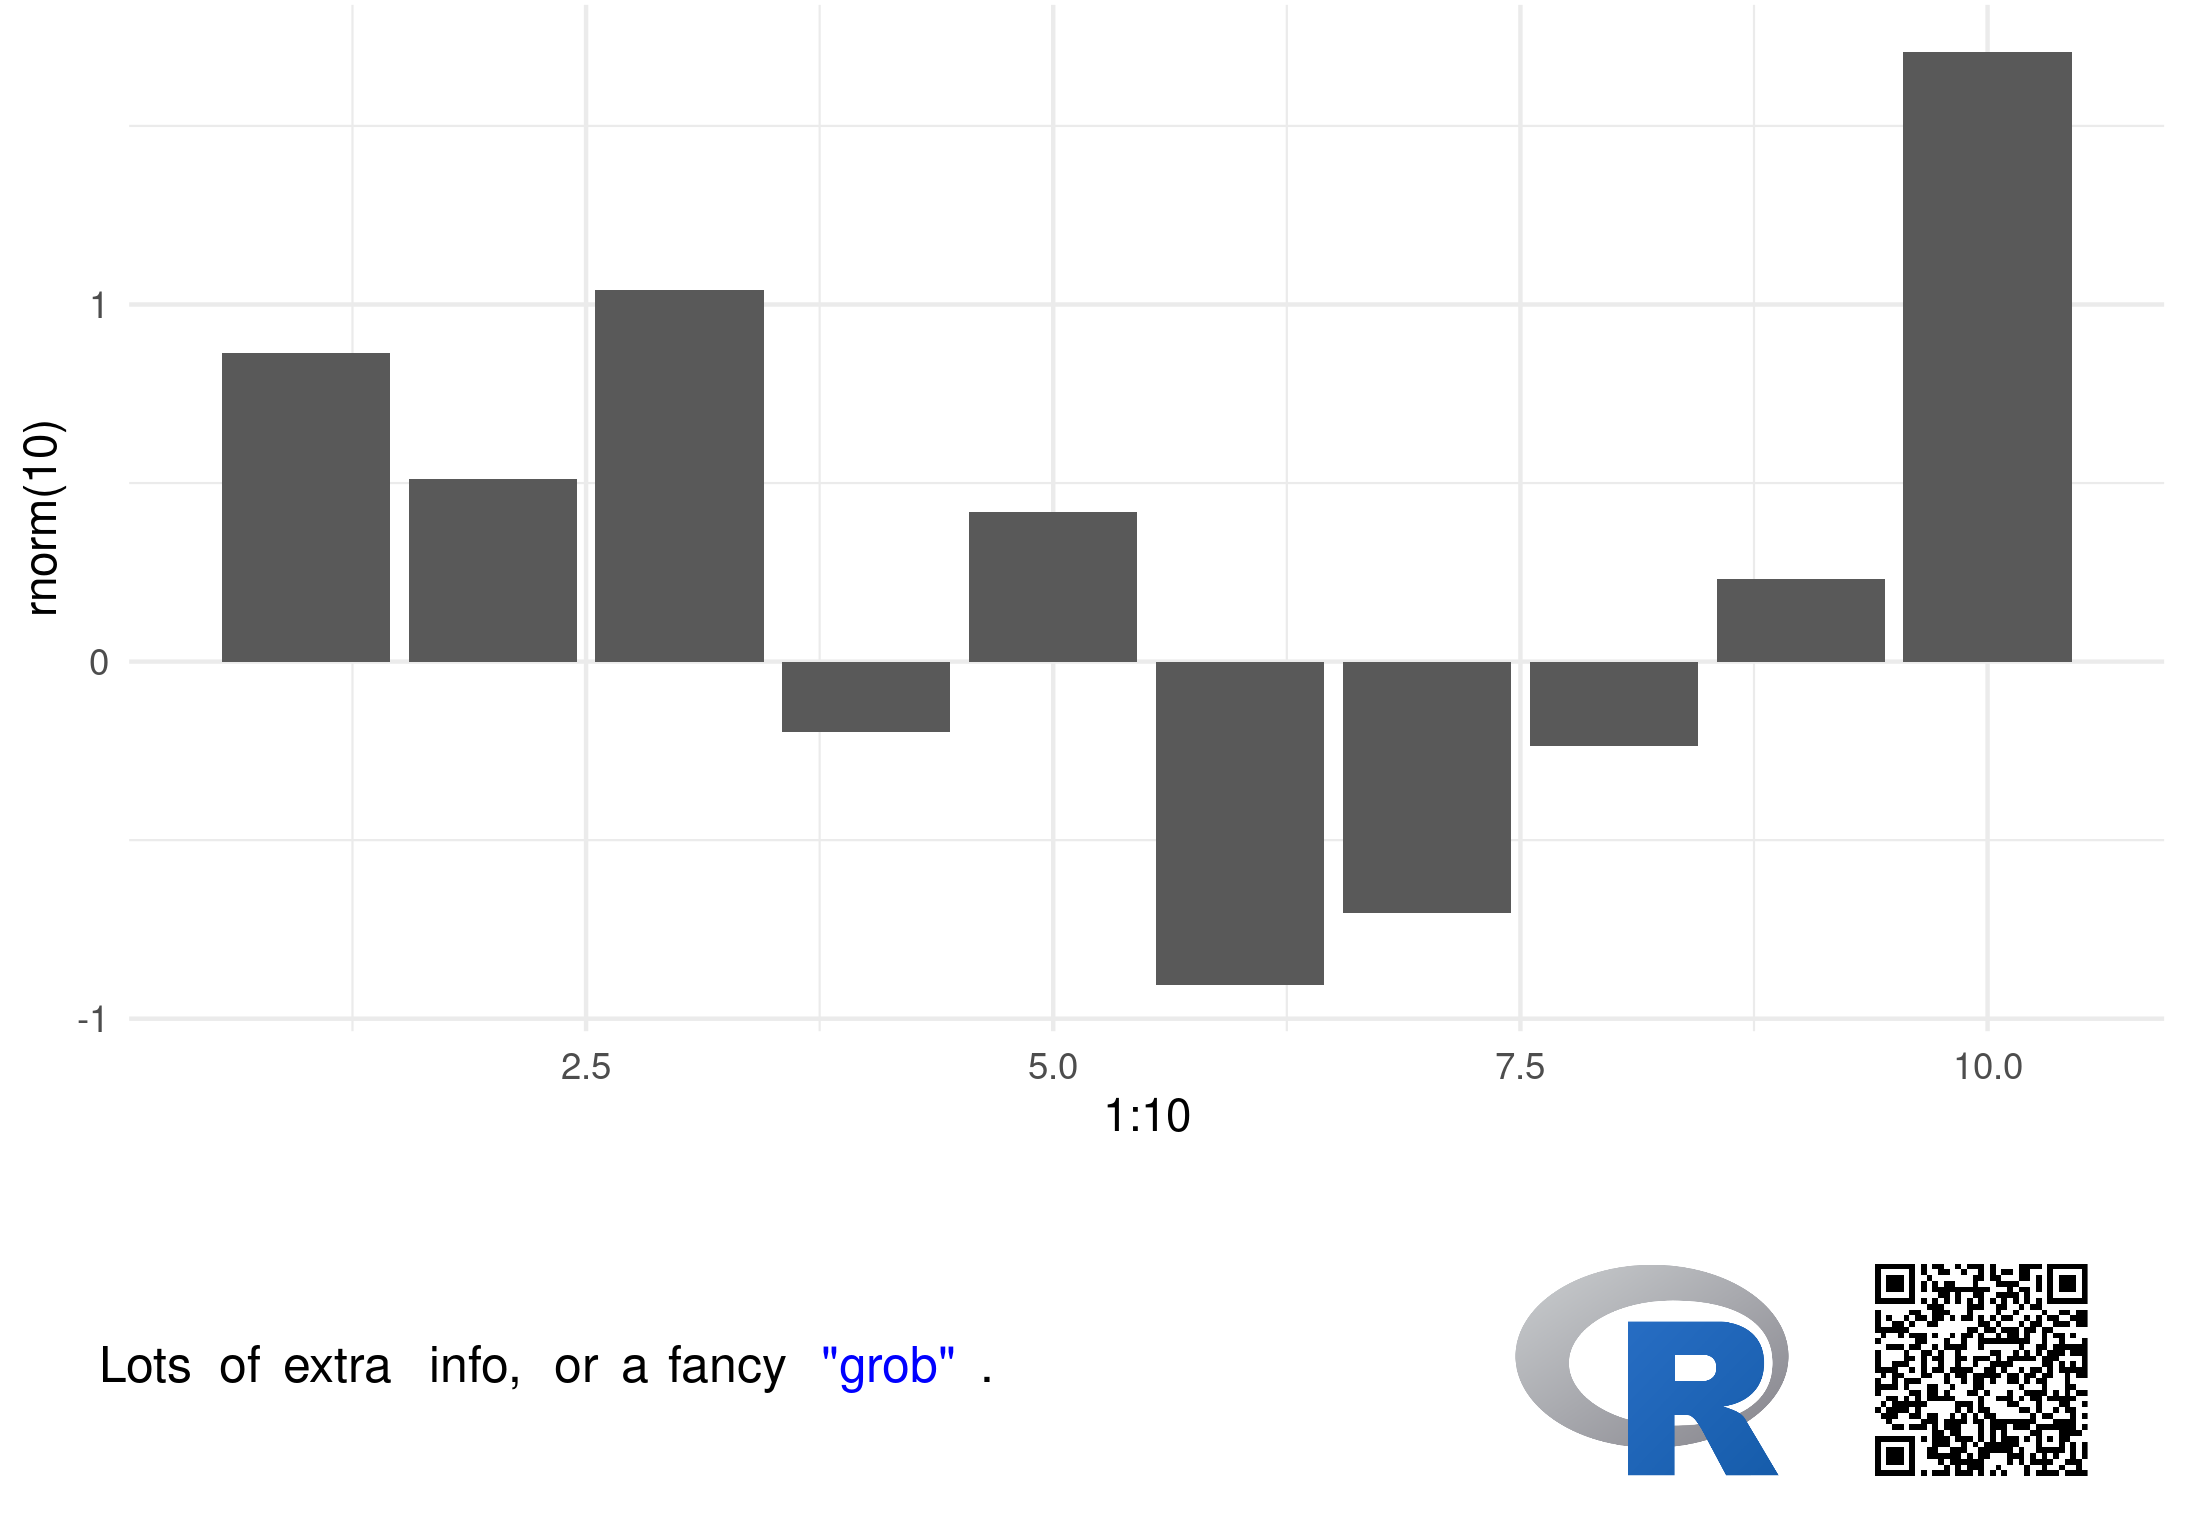 rnorm(10)
1
0
-1
2.5 5.0 7.5 10.0
1:10
Lots of extra info, or a fancy "grob" .
R